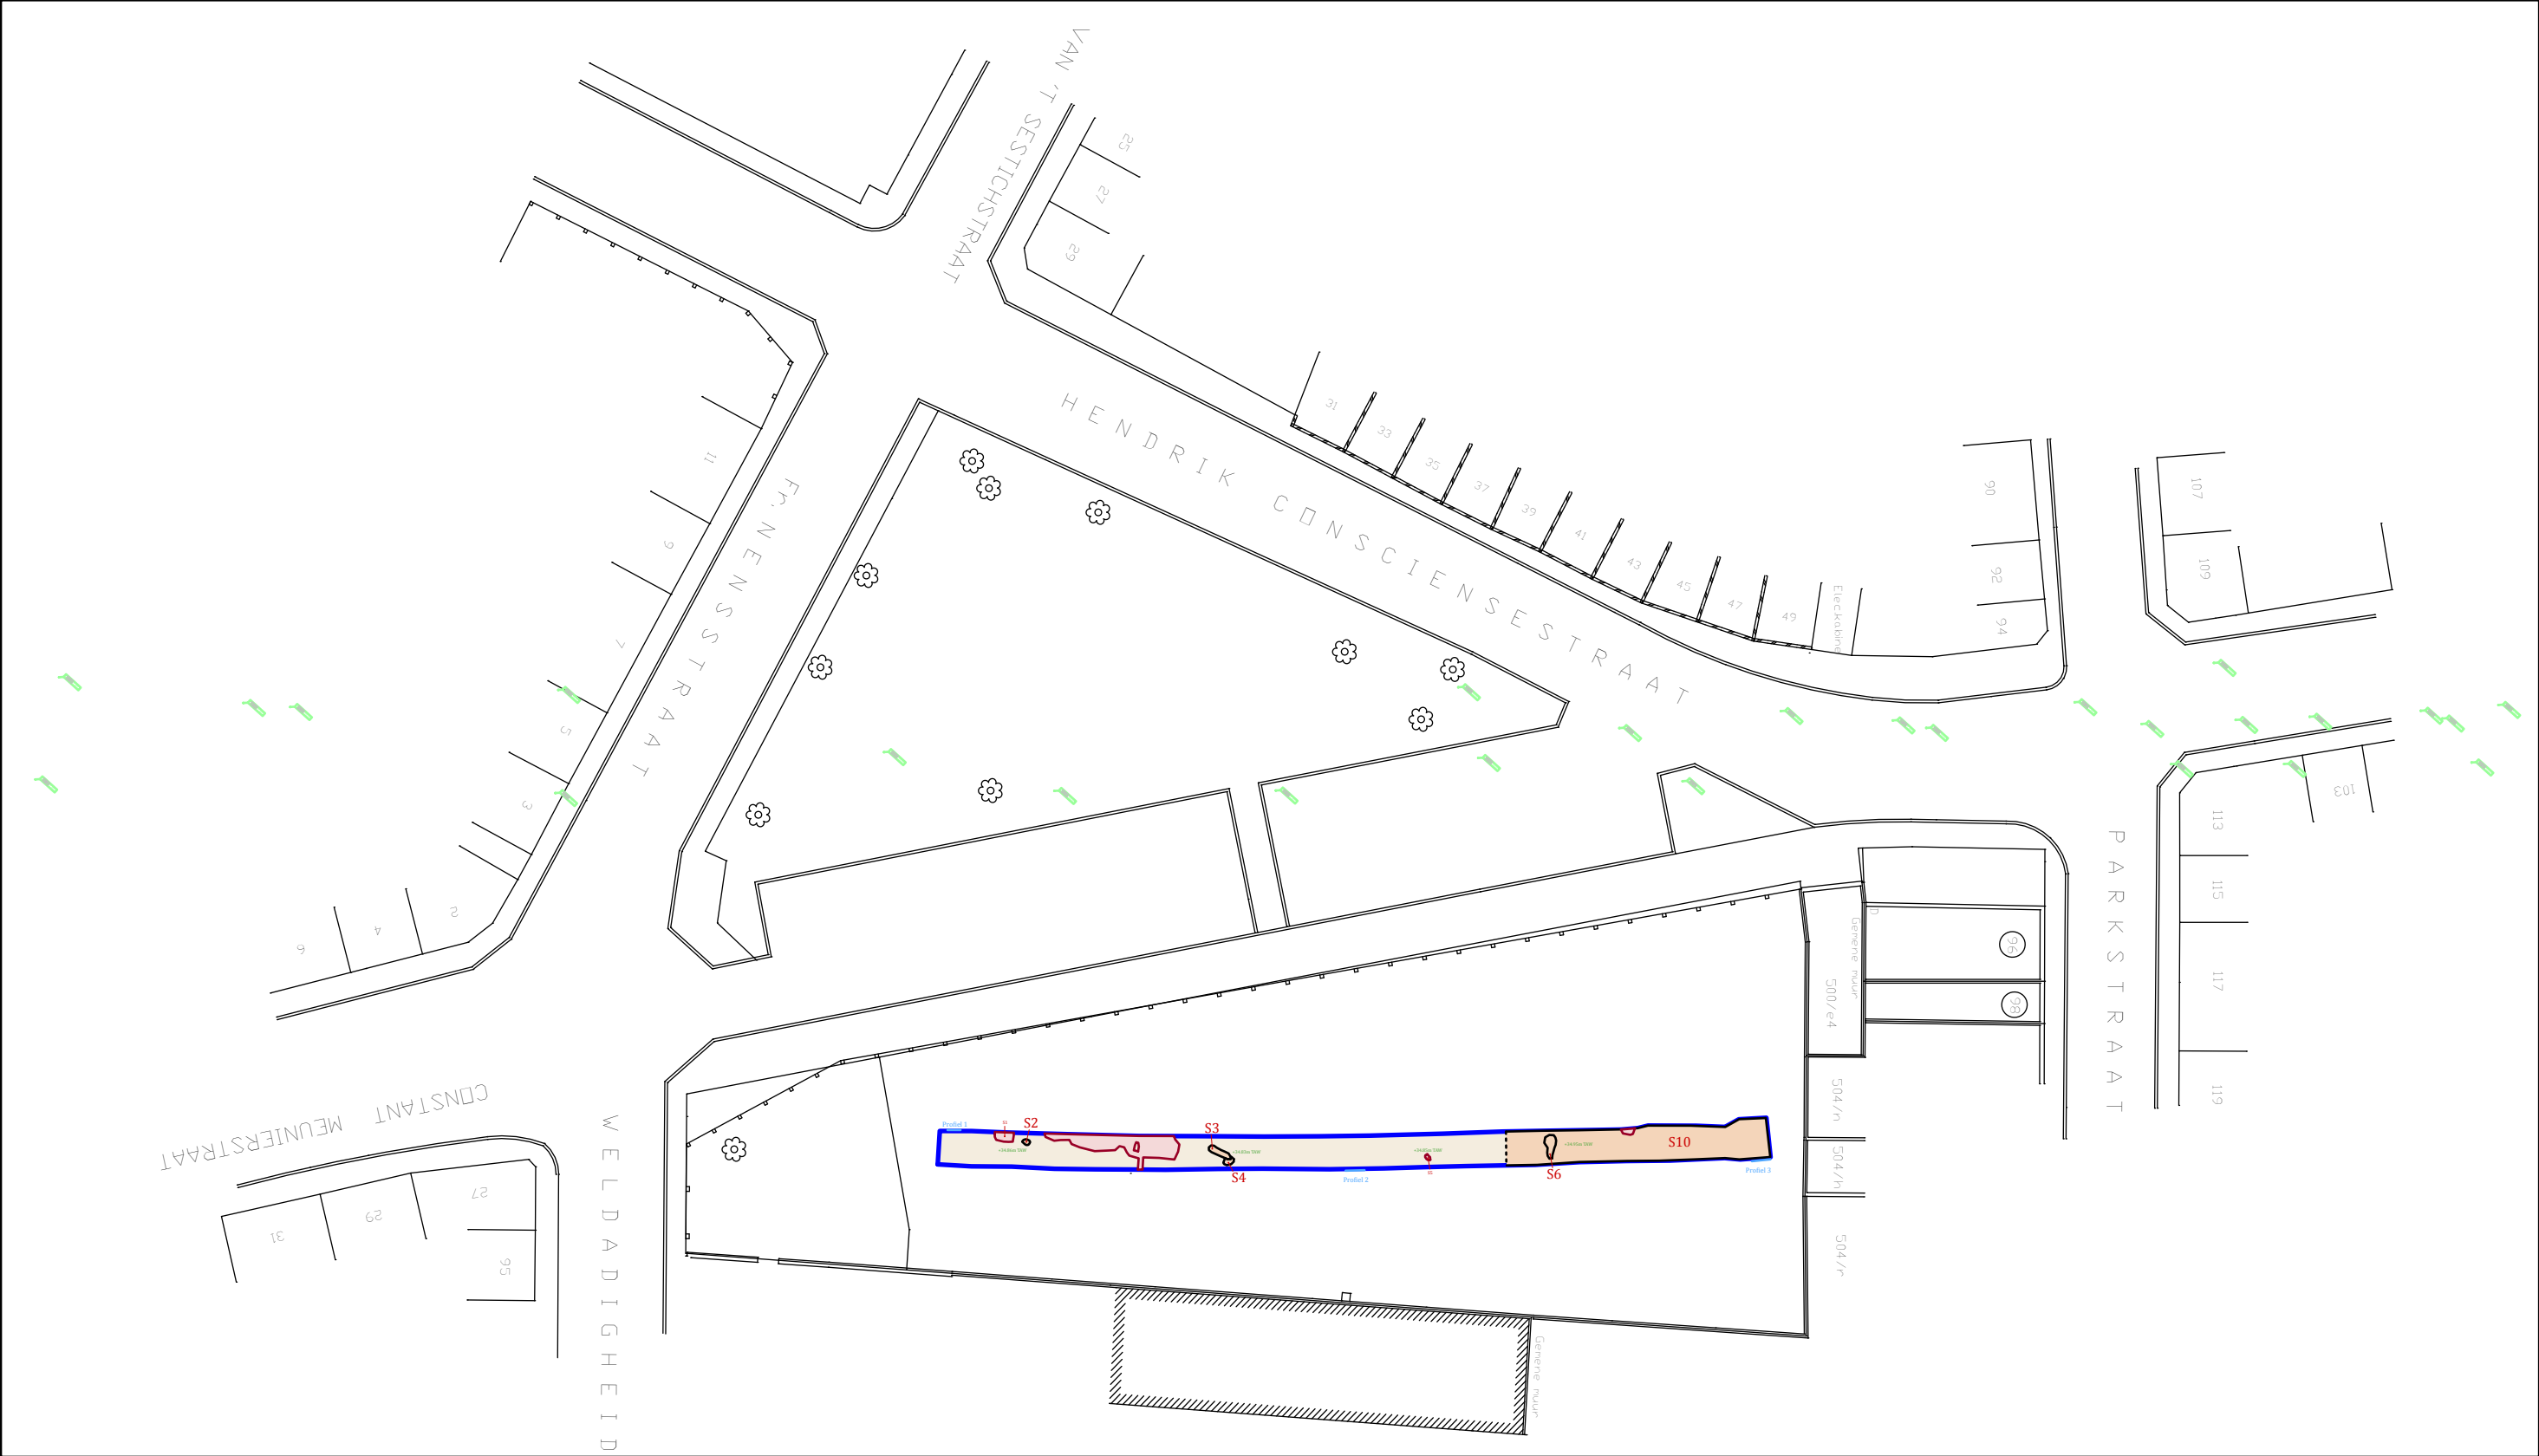 VAN 'T SESTICHSTRAAT
25
27
29
HENDRIK CONSCIENSESTRAAT
31
33
35
37
39
41
43
45
47
49
Eleckabine
90
92
94
107
109
103
Fr. NENSSTRAAT
11
9
7
5
3
2
4
6
PARKSTRAAT
113
115
117
119
96
98
Gemene muur
500/e4
504/n
504/h
504/r
CONSTANT MEUNIERSTRAAT
WELDADIGHEID
27
29
31
95
Profiel 1
S2
S3
S4
Profiel 2
S6
S10
Profiel 3
Gemene muur